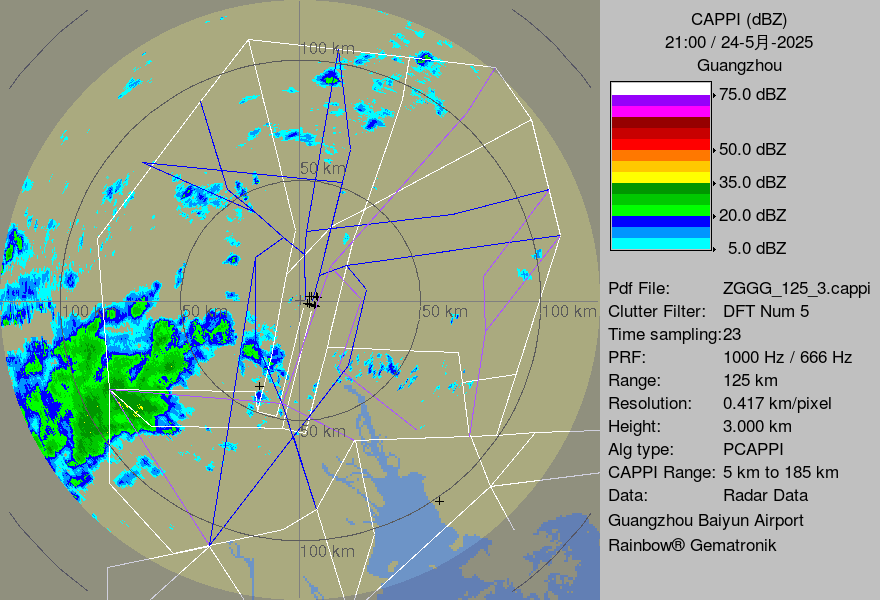 CAPPI (dBZ)
21:00 / 24-5月-2025
Guangzhou
75.0 dBZ
50.0 dBZ
35.0 dBZ
20.0 dBZ
5.0 dBZ
Pdf File: ZGGG_125_3.cappi
Clutter Filter: DFT Num 5
Time sampling:23
PRF: 1000 Hz / 666 Hz
Range: 125 km
Resolution: 0.417 km/pixel
Height: 3.000 km
Alg type: PCAPPI
CAPPI Range: 5 km to 185 km
Data: Radar Data
Guangzhou Baiyun Airport
Rainbow® Gematronik
100 km
50 km
100 km
50 km
50 km
100 km
50 km
100 km